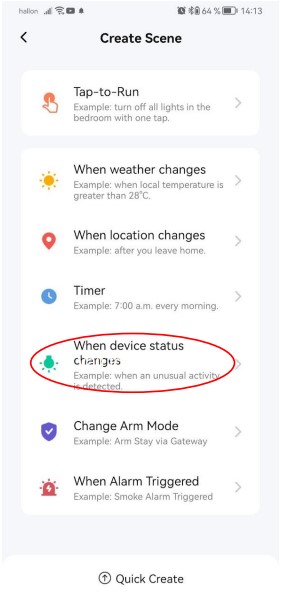 hallon 64 % 14:13
Create Scene
Tap-to-Run
Example: turn off all lights in the
bedroom with one tap.
When weather changes
Example: when local temperature is
greater than 28°C.
When location changes
Example: after you leave home.
Timer
Example: 7:00 a.m. every morning.
When device status
changes
Example: when an unusual activity
is detected.
Change Arm Mode
Example: Arm Stay via Gateway
When Alarm Triggered
Example: Smoke Alarm Triggered
Quick Create